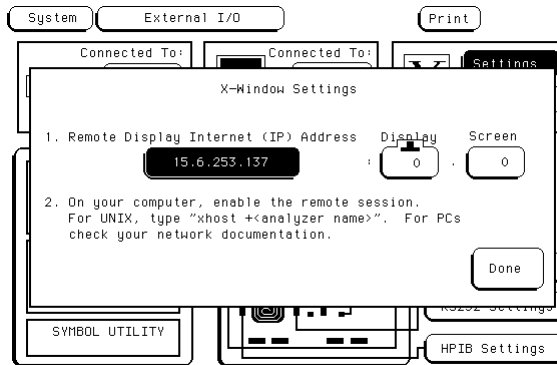 System
External I/O
Print
Connected To:
Connected To:
Settings
X-Window Settings
1. Remote Display Internet (IP) Address
Display
Screen
15.6.253.137
:
0
.
0
2. On your computer, enable the remote session.
For UNIX, type "xhost +<analyzer name>". For PCs
check your network documentation.
Done
RS232 Settings
SYMBOL UTILITY
HPIB Settings